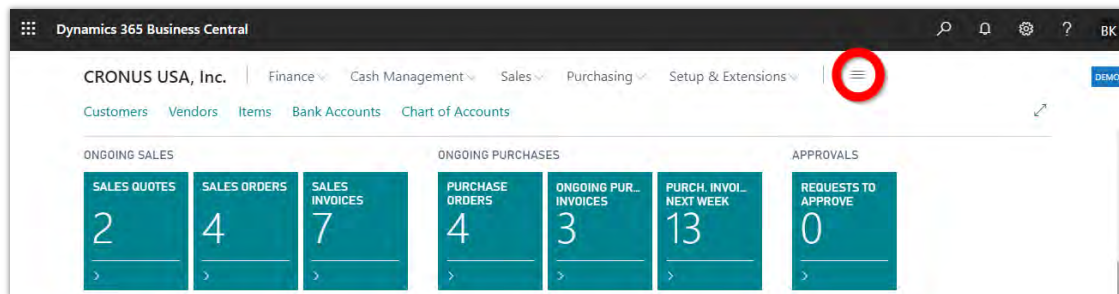 Dynamics 365 Business Central
?
BK
CRONUS USA, Inc. Finance Cash Management Sales Purchasing Setup & Extensions
DEMO
Customers Vendors Items Bank Accounts Chart of Accounts
ONGOING SALES
ONGOING PURCHASES
APPROVALS
SALES QUOTES
2
SALES ORDERS
4
SALES
INVOICES
7
PURCHASE
ORDERS
4
ONGOING PUR...
INVOICES
3
PURCH. INVOI...
NEXT WEEK
13
REQUESTS TO
APPROVE
0